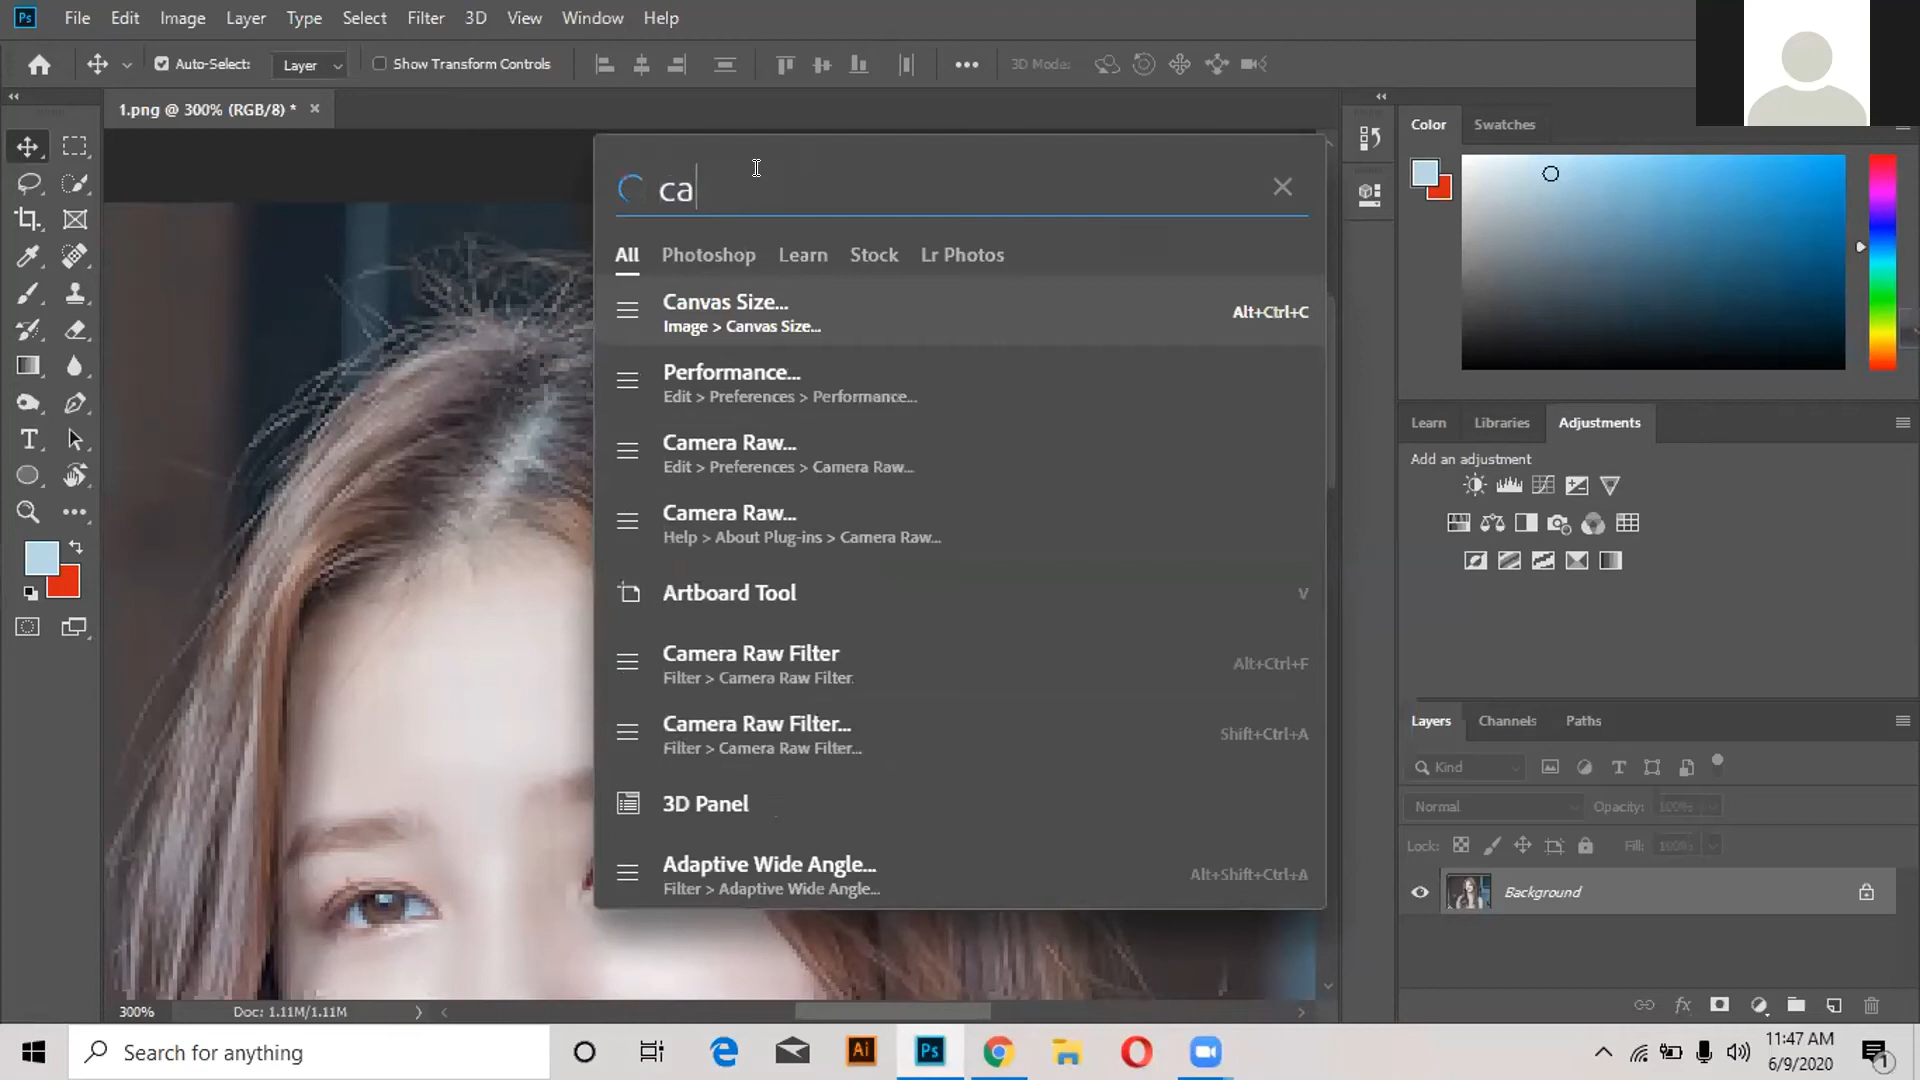 Ps File Edit Image Layer Type Select Filter 3D View Window Help
Auto-Select: Layer Show Transform Controls 3D Mode:
1.png @ 300% (RGB/8) *
ca
All Photoshop Learn Stock Lr Photos
Canvas Size...
Image > Canvas Size...
Alt+Ctrl+C
Performance...
Edit > Preferences > Performance...
Camera Raw...
Edit > Preferences > Camera Raw...
Camera Raw...
Help > About Plug-ins > Camera Raw...
Artboard Tool V
Camera Raw Filter
Filter > Camera Raw Filter
Alt+Ctrl+F
Camera Raw Filter...
Filter > Camera Raw Filter...
Shift+Ctrl+A
3D Panel
Adaptive Wide Angle...
Filter > Adaptive Wide Angle...
Alt+Shift+Ctrl+A
Color Swatches
Learn Libraries Adjustments
Add an adjustment
Layers Channels Paths
Kind
Normal Opacity: 100%
Lock: Fill: 100%
Background
300% Doc: 1.11M/1.11M
Search for anything
Ai Ps
11:47 AM
6/9/2020
1